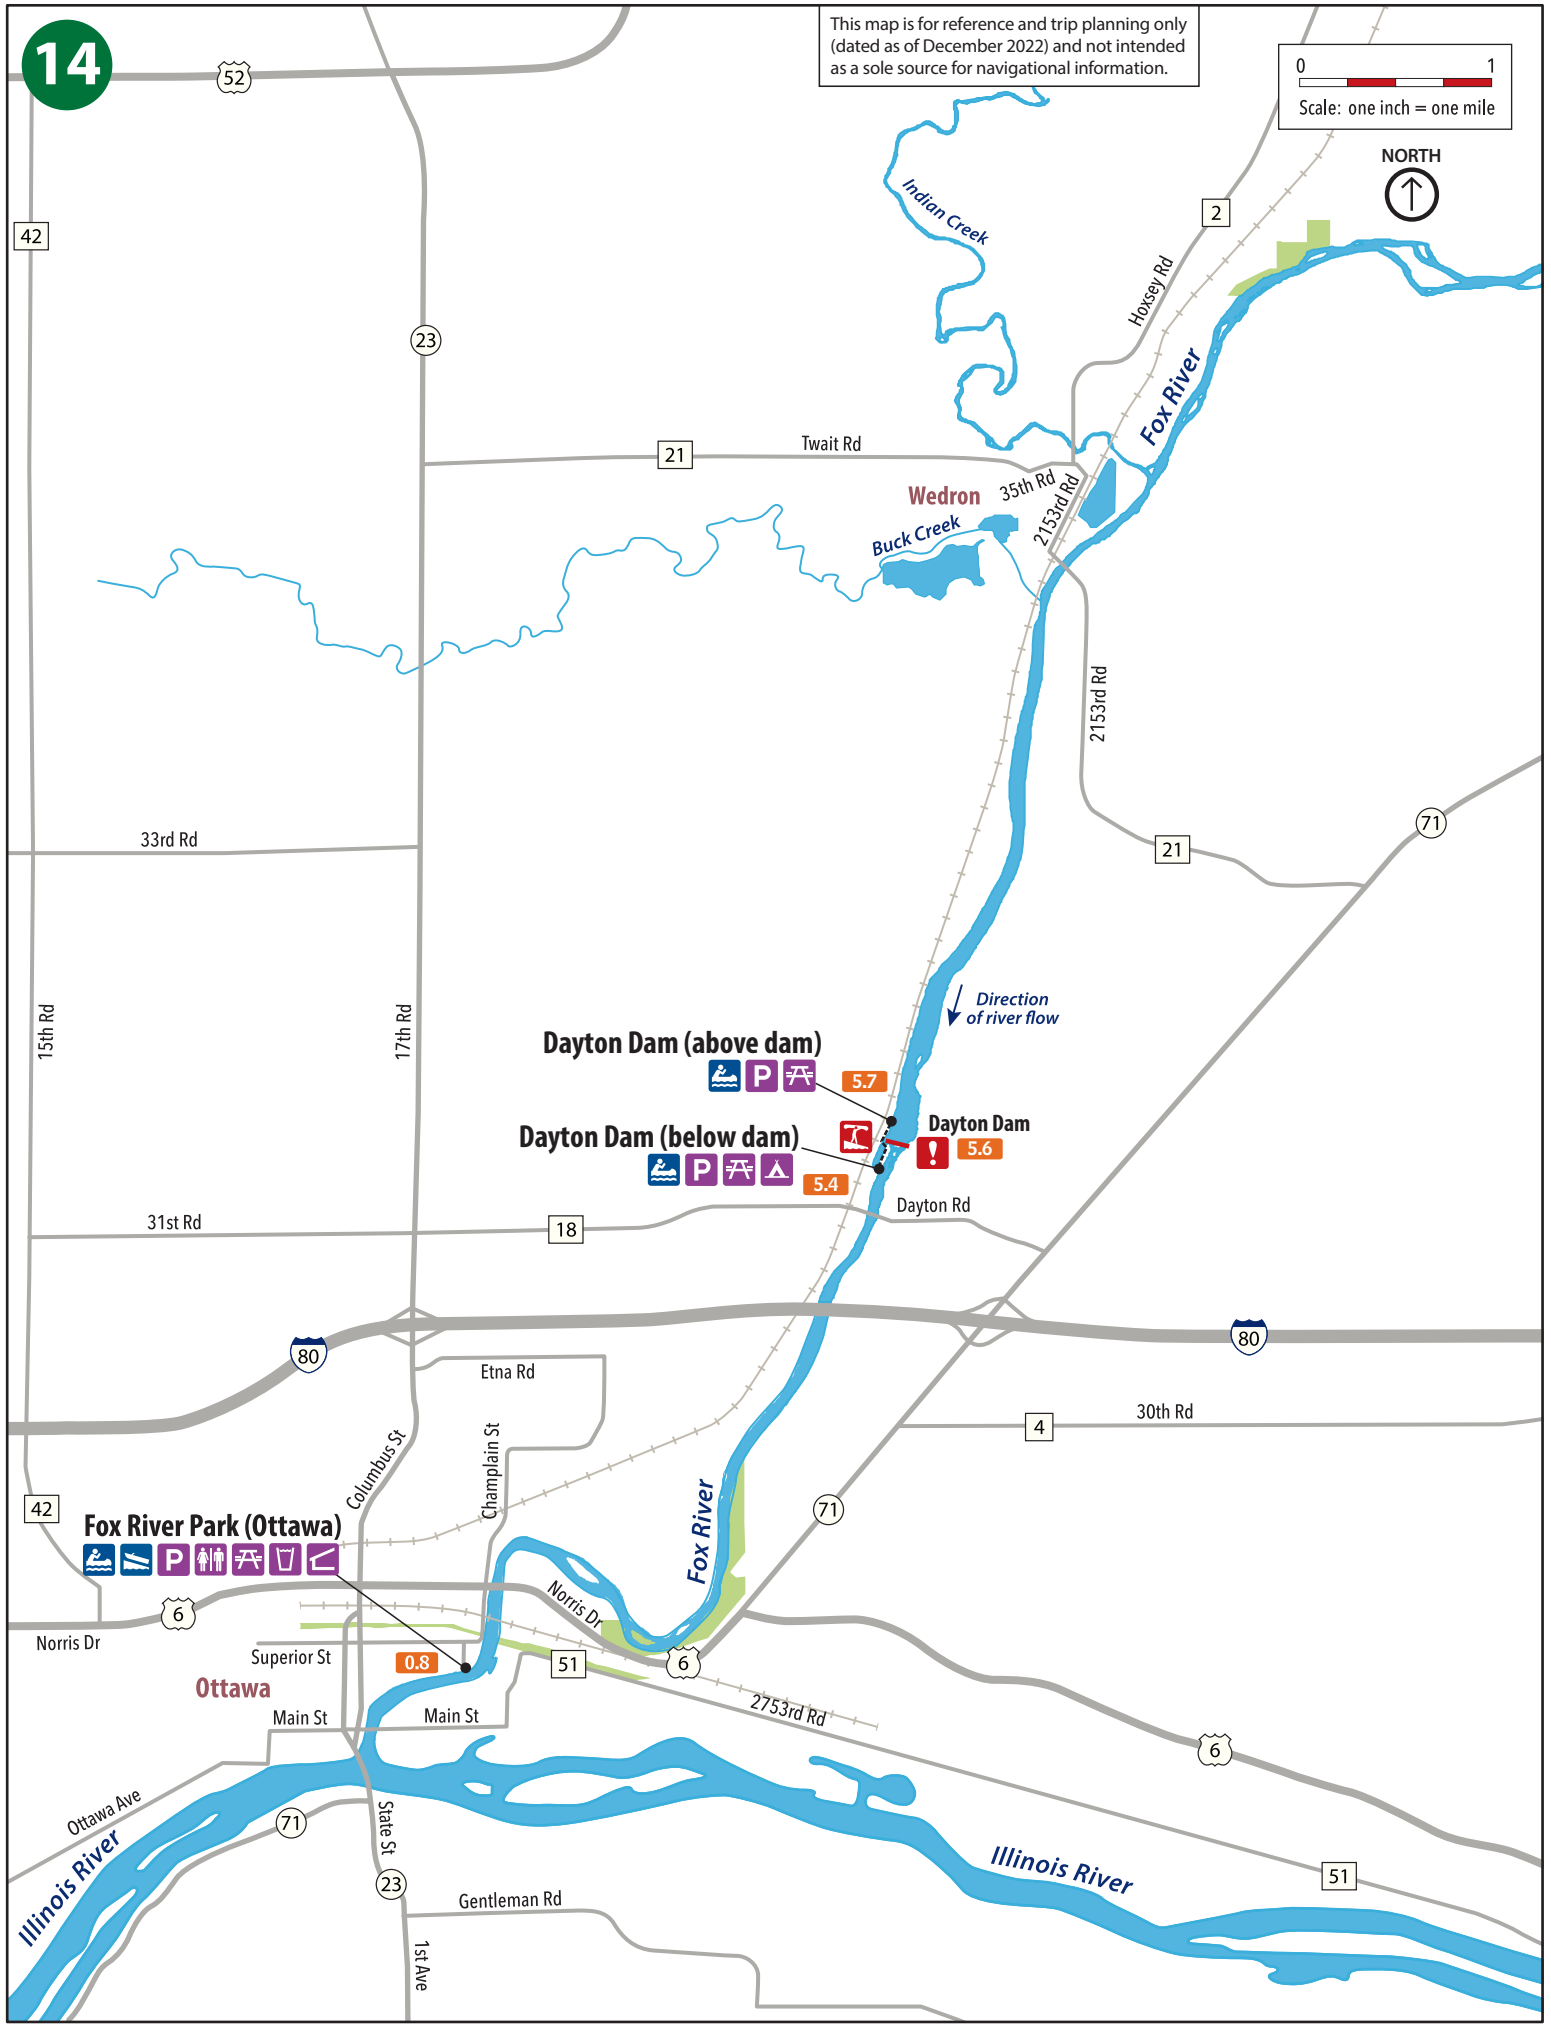 14
This map is for reference and trip planning only
(dated as of December 2022) and not intended
as a sole source for navigational information.
0 1
Scale: one inch = one mile
NORTH
52
42
2
Indian Creek
Hoxsey Rd
23
Fox River
21
Twait Rd
35th Rd
Wedron
2153rd Rd
Buck Creek
2153rd Rd
71
21
33rd Rd
15th Rd
17th Rd
Direction
of river flow
Dayton Dam (above dam)
P
5.7
Dayton Dam
! 5.6
Dayton Dam (below dam)
P
5.4
Dayton Rd
31st Rd
18
80
80
Etna Rd
30th Rd
4
Columbus St
Champlain St
42
71
Fox River
Fox River Park (Ottawa)
P
Norris Dr
6
Norris Dr
Superior St
0.8
51
6
Ottawa
2753rd Rd
Main St
Main St
6
Ottawa Ave
71
State St
Illinois River
Illinois River
51
23
Gentleman Rd
1st Ave